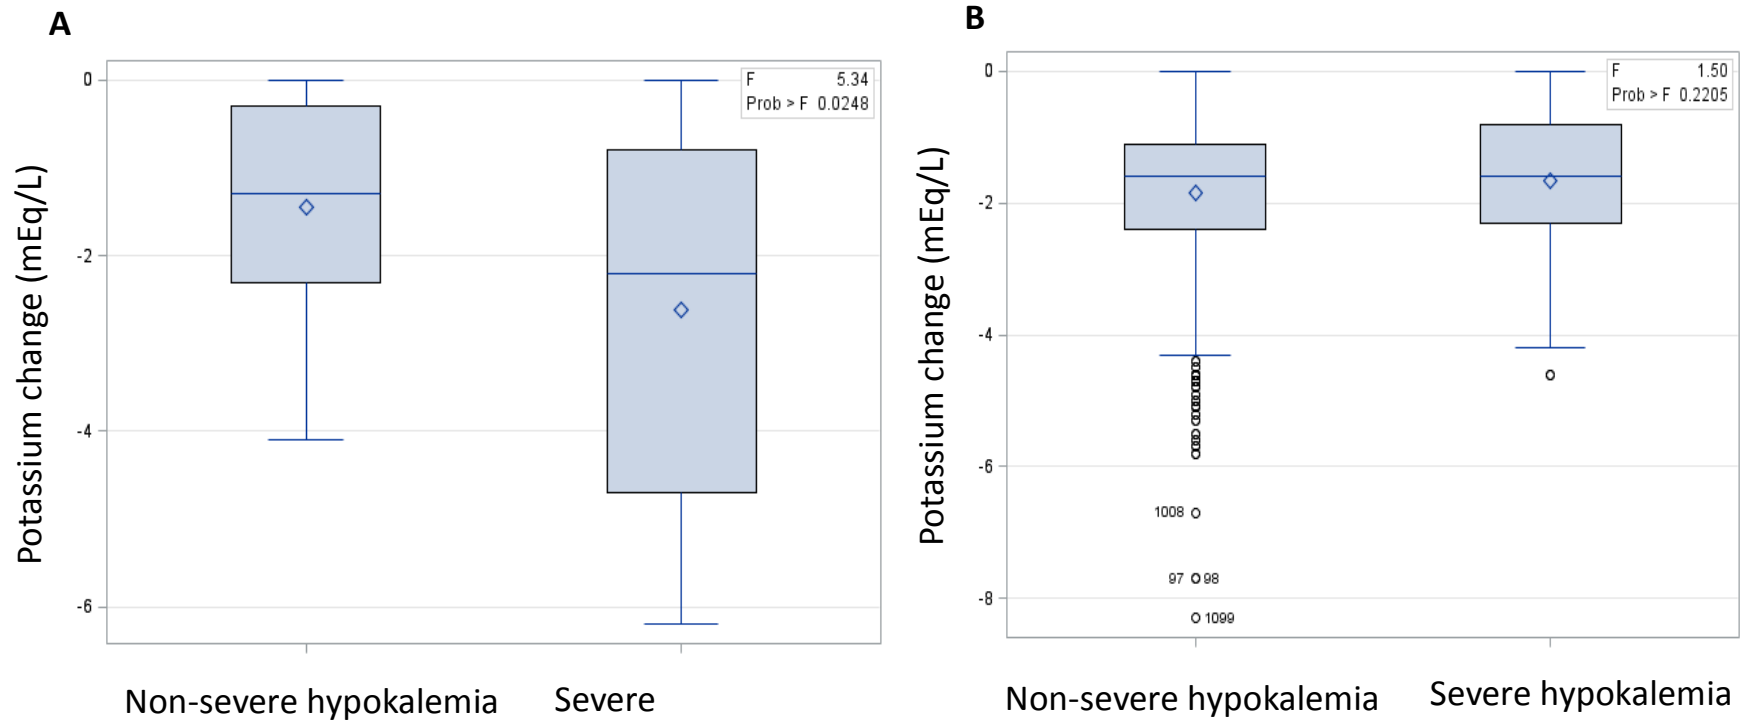 A
Potassium change (mEq/L)
0
-2
-4
-6
F 5.34
Prob > F 0.0248
Non-severe hypokalemia
Severe
B
Potassium change (mEq/L)
0
-2
-4
-6
-8
F 1.50
Prob > F 0.2205
1008
97 98
1099
Non-severe hypokalemia
Severe hypokalemia